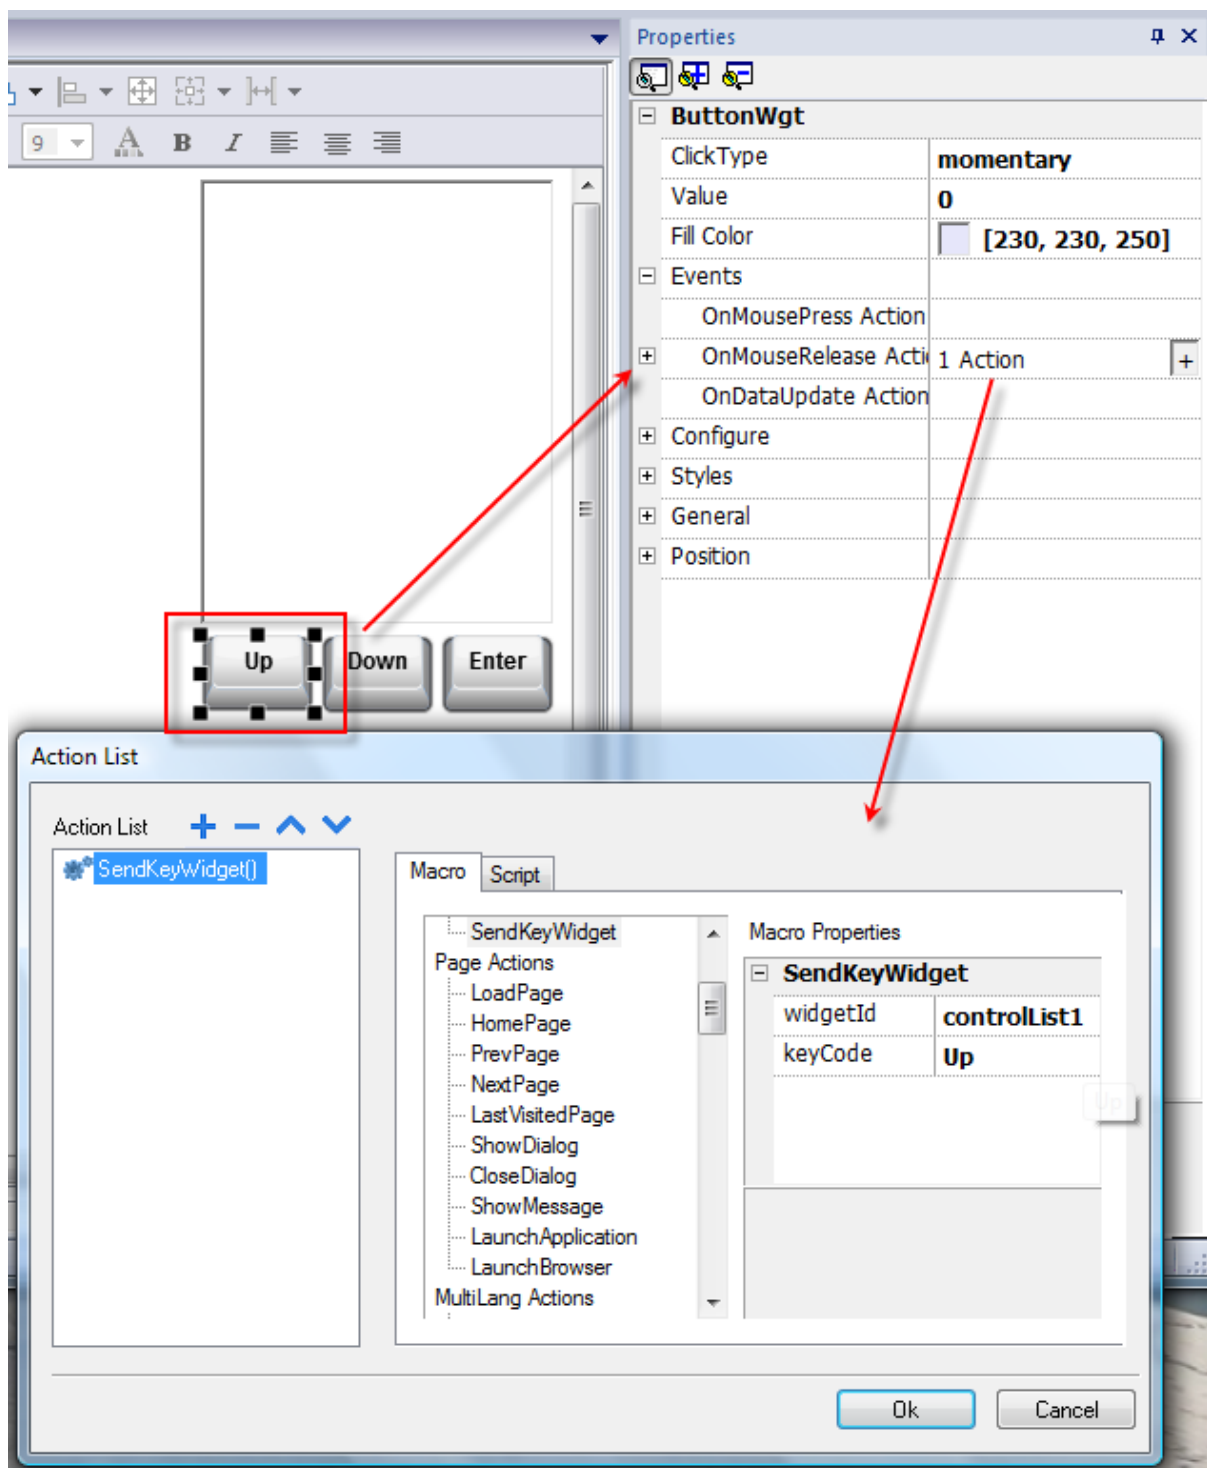 Properties
9 A B I
ButtonWgt
ClickType momentary
Value 0
Fill Color [230, 230, 250]
Events
OnMousePress Action
OnMouseRelease Acti 1 Action +
OnDataUpdate Action
Configure
Styles
General
Position
Up Down Enter
Action List
Action List
SendKeyWidget()
Macro Script
SendKeyWidget
Page Actions
LoadPage
HomePage
PrevPage
NextPage
LastVisitedPage
ShowDialog
CloseDialog
ShowMessage
LaunchApplication
LaunchBrowser
MultiLang Actions
Macro Properties
SendKeyWidget
widgetId controlList1
keyCode Up
Up
Ok Cancel